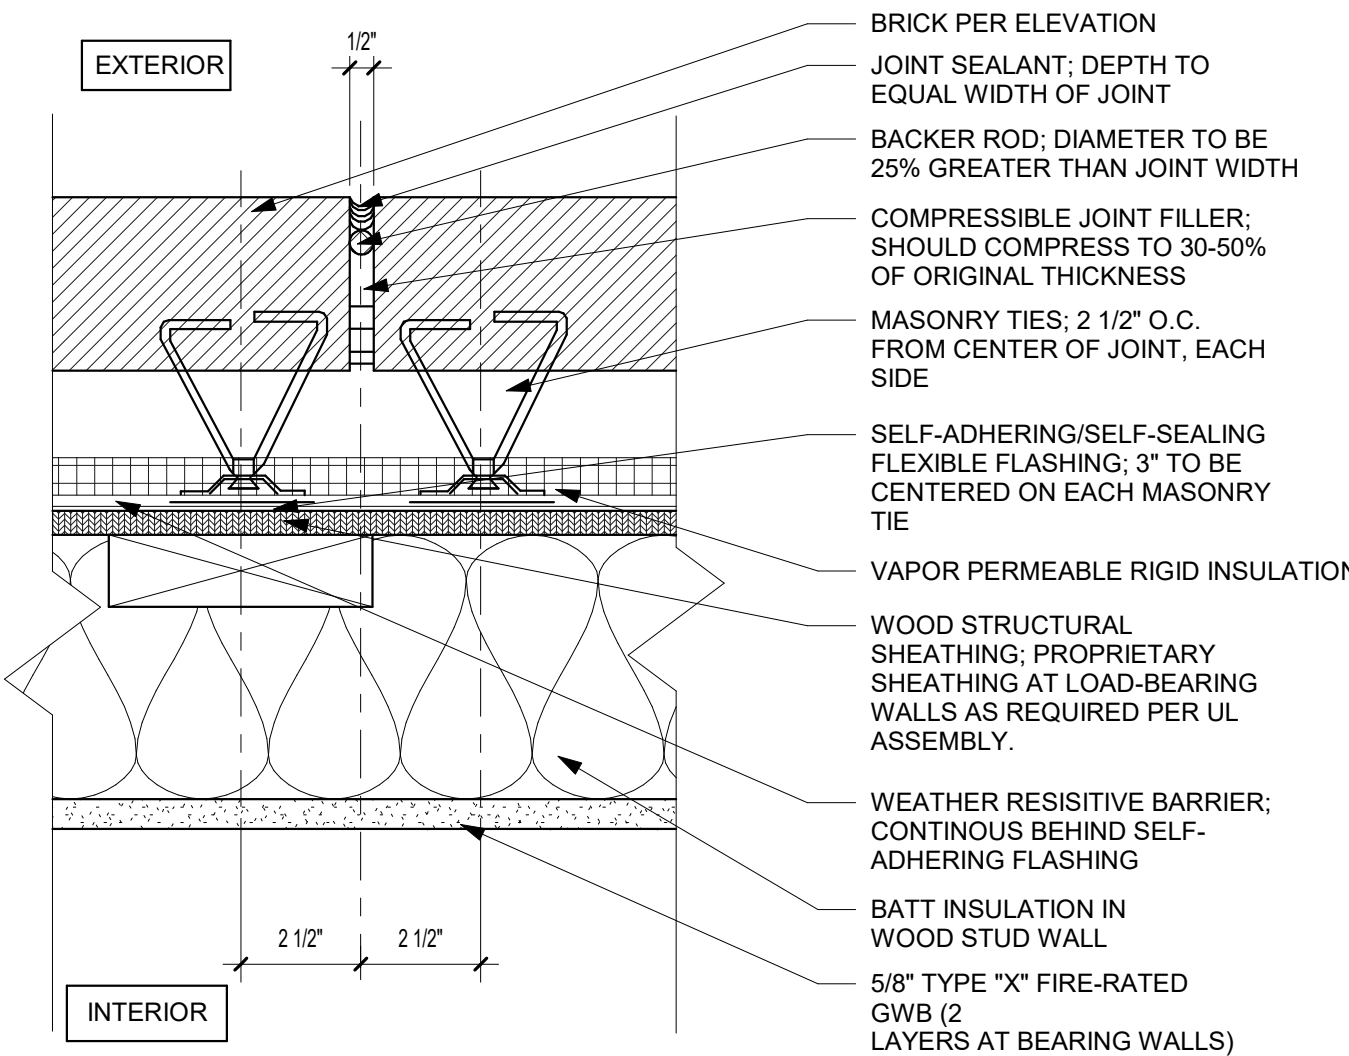 EXTERIOR
1/2"
BRICK PER ELEVATION
JOINT SEALANT; DEPTH TO
EQUAL WIDTH OF JOINT
BACKER ROD; DIAMETER TO BE
25% GREATER THAN JOINT WIDTH
COMPRESSIBLE JOINT FILLER;
SHOULD COMPRESS TO 30-50%
OF ORIGINAL THICKNESS
MASONRY TIES; 2 1/2" O.C.
FROM CENTER OF JOINT, EACH
SIDE
SELF-ADHERING/SELF-SEALING
FLEXIBLE FLASHING; 3" TO BE
CENTERED ON EACH MASONRY
TIE
VAPOR PERMEABLE RIGID INSULATION
WOOD STRUCTURAL
SHEATHING; PROPRIETARY
SHEATHING AT LOAD-BEARING
WALLS AS REQUIRED PER UL
ASSEMBLY.
WEATHER RESISITIVE BARRIER;
CONTINOUS BEHIND SELF-
ADHERING FLASHING
BATT INSULATION IN
WOOD STUD WALL
5/8" TYPE "X" FIRE-RATED
GWB (2
LAYERS AT BEARING WALLS)
2 1/2"
2 1/2"
INTERIOR